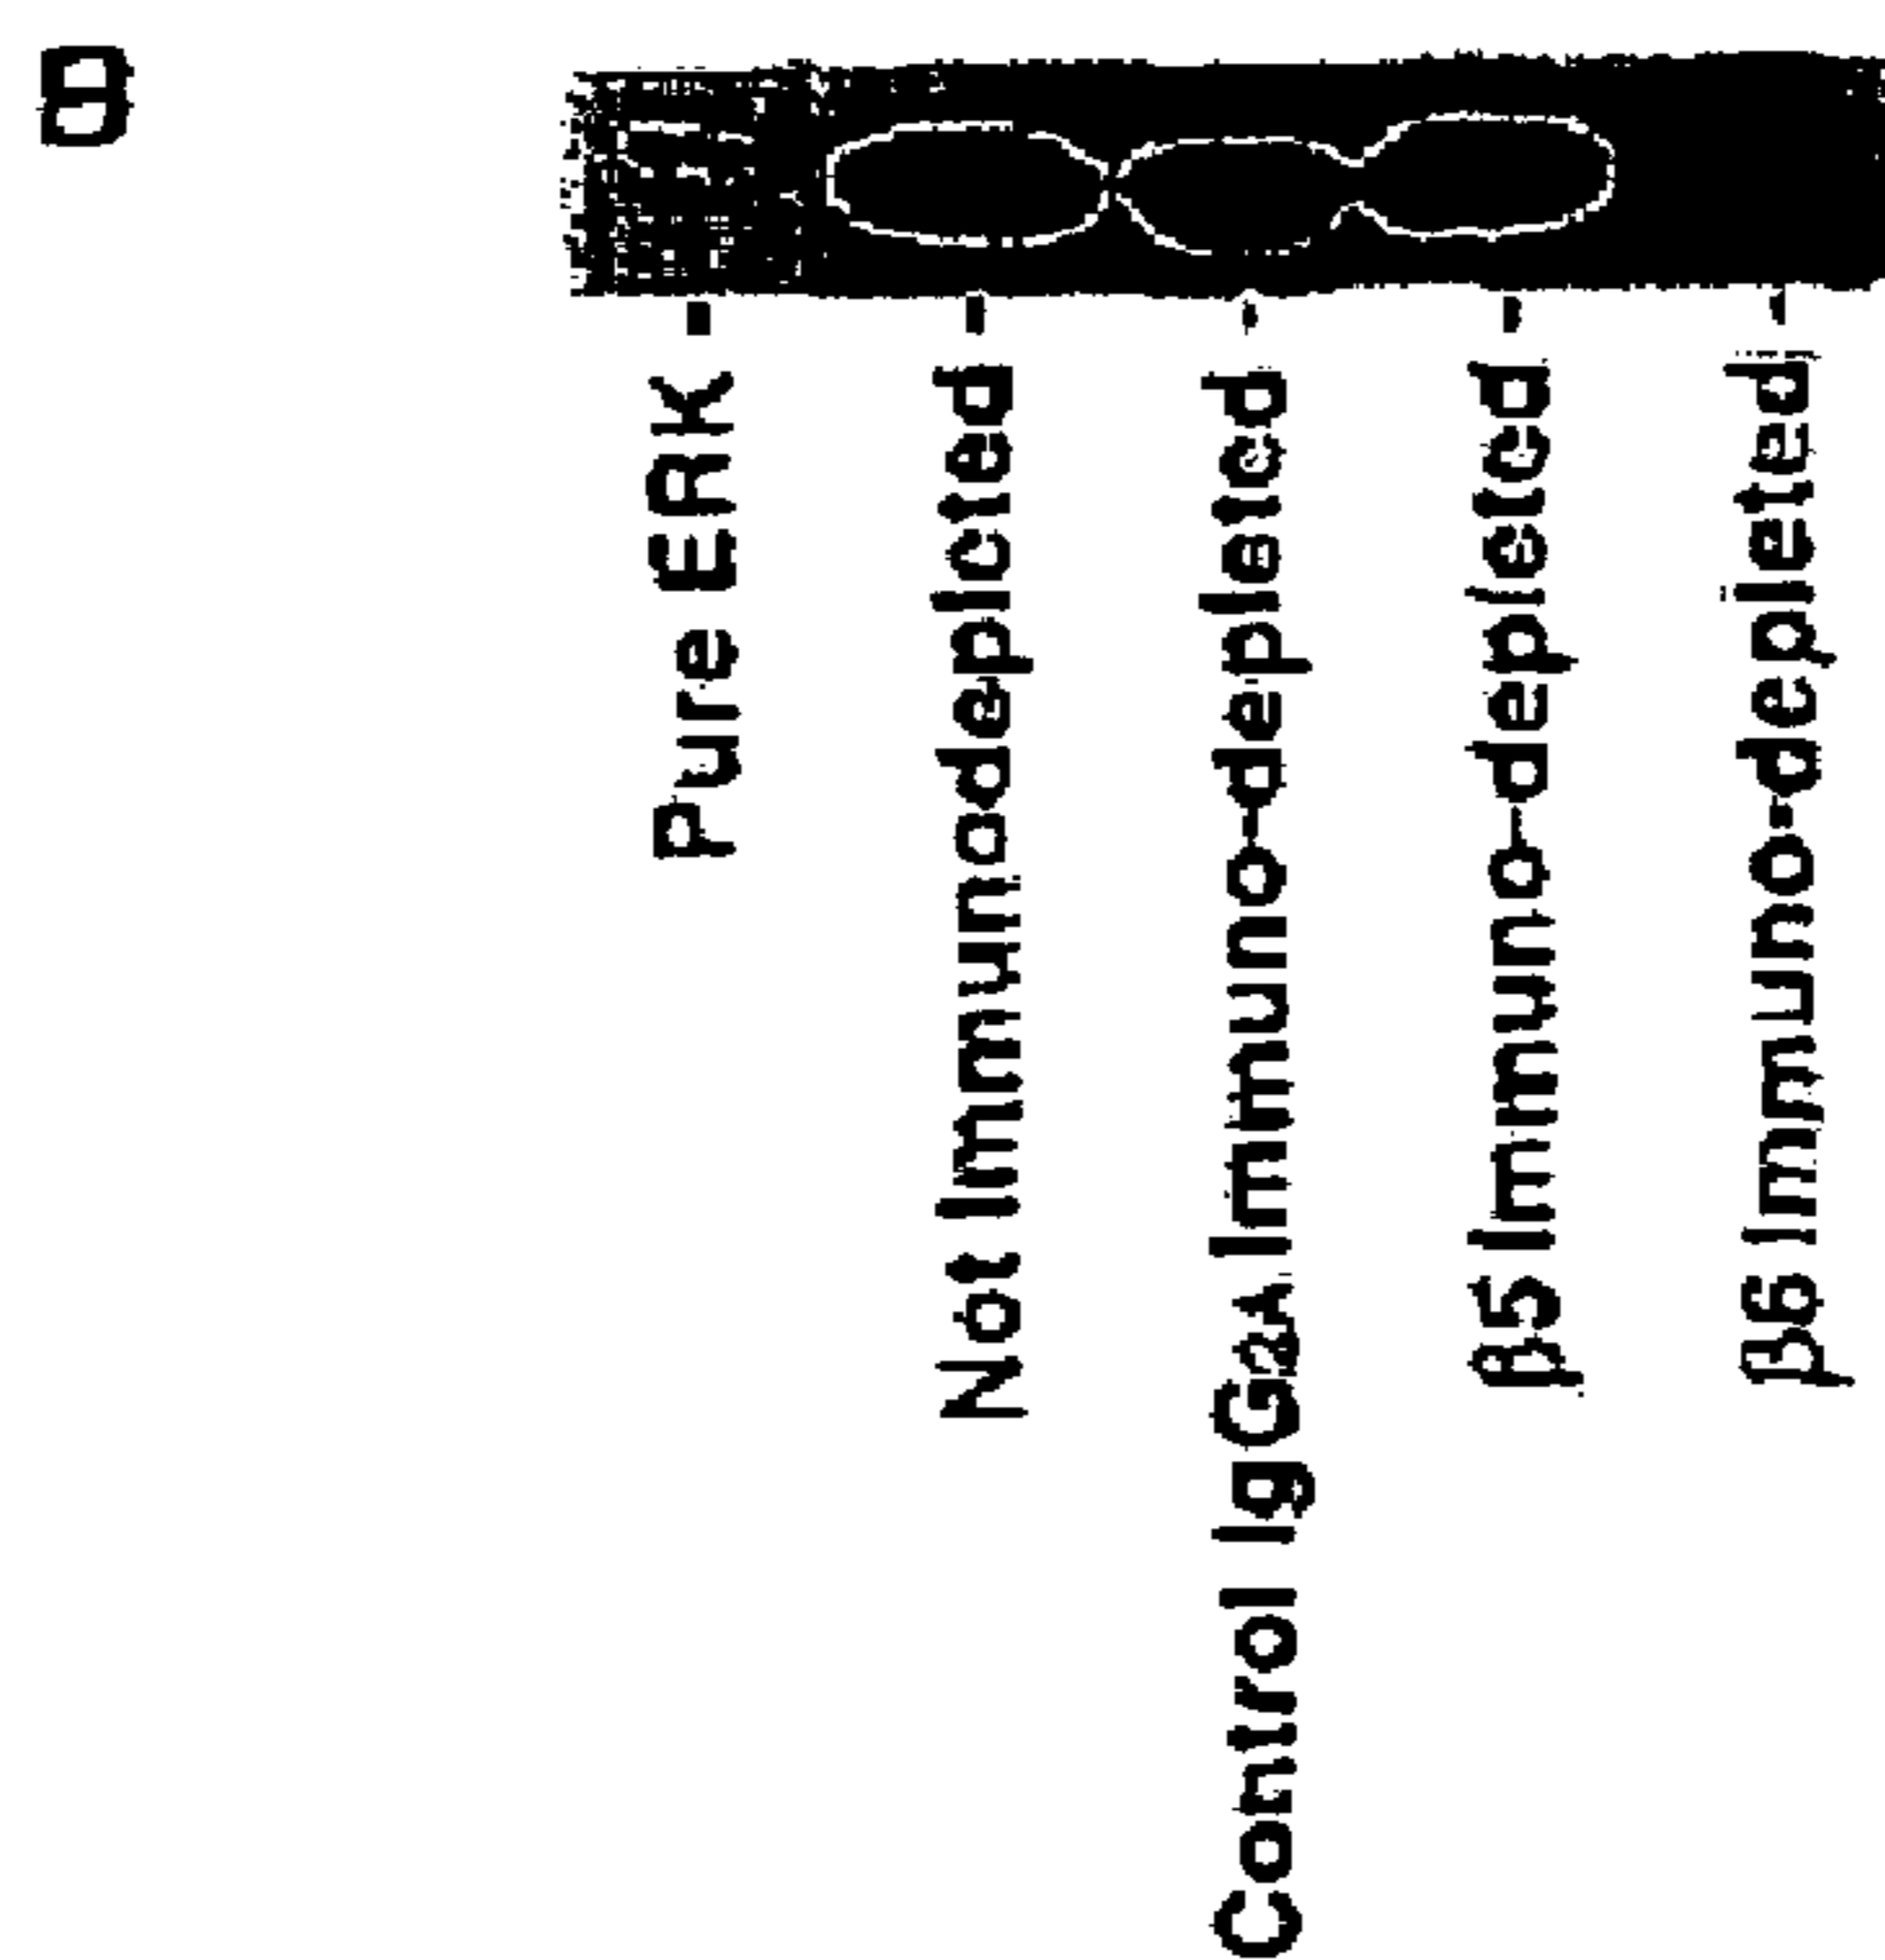 B
Pure ERK
Not Immunodepleted
Control IgG2A Immuno-depleted
β5 Immuno-depleted
β6 Immuno-depleted